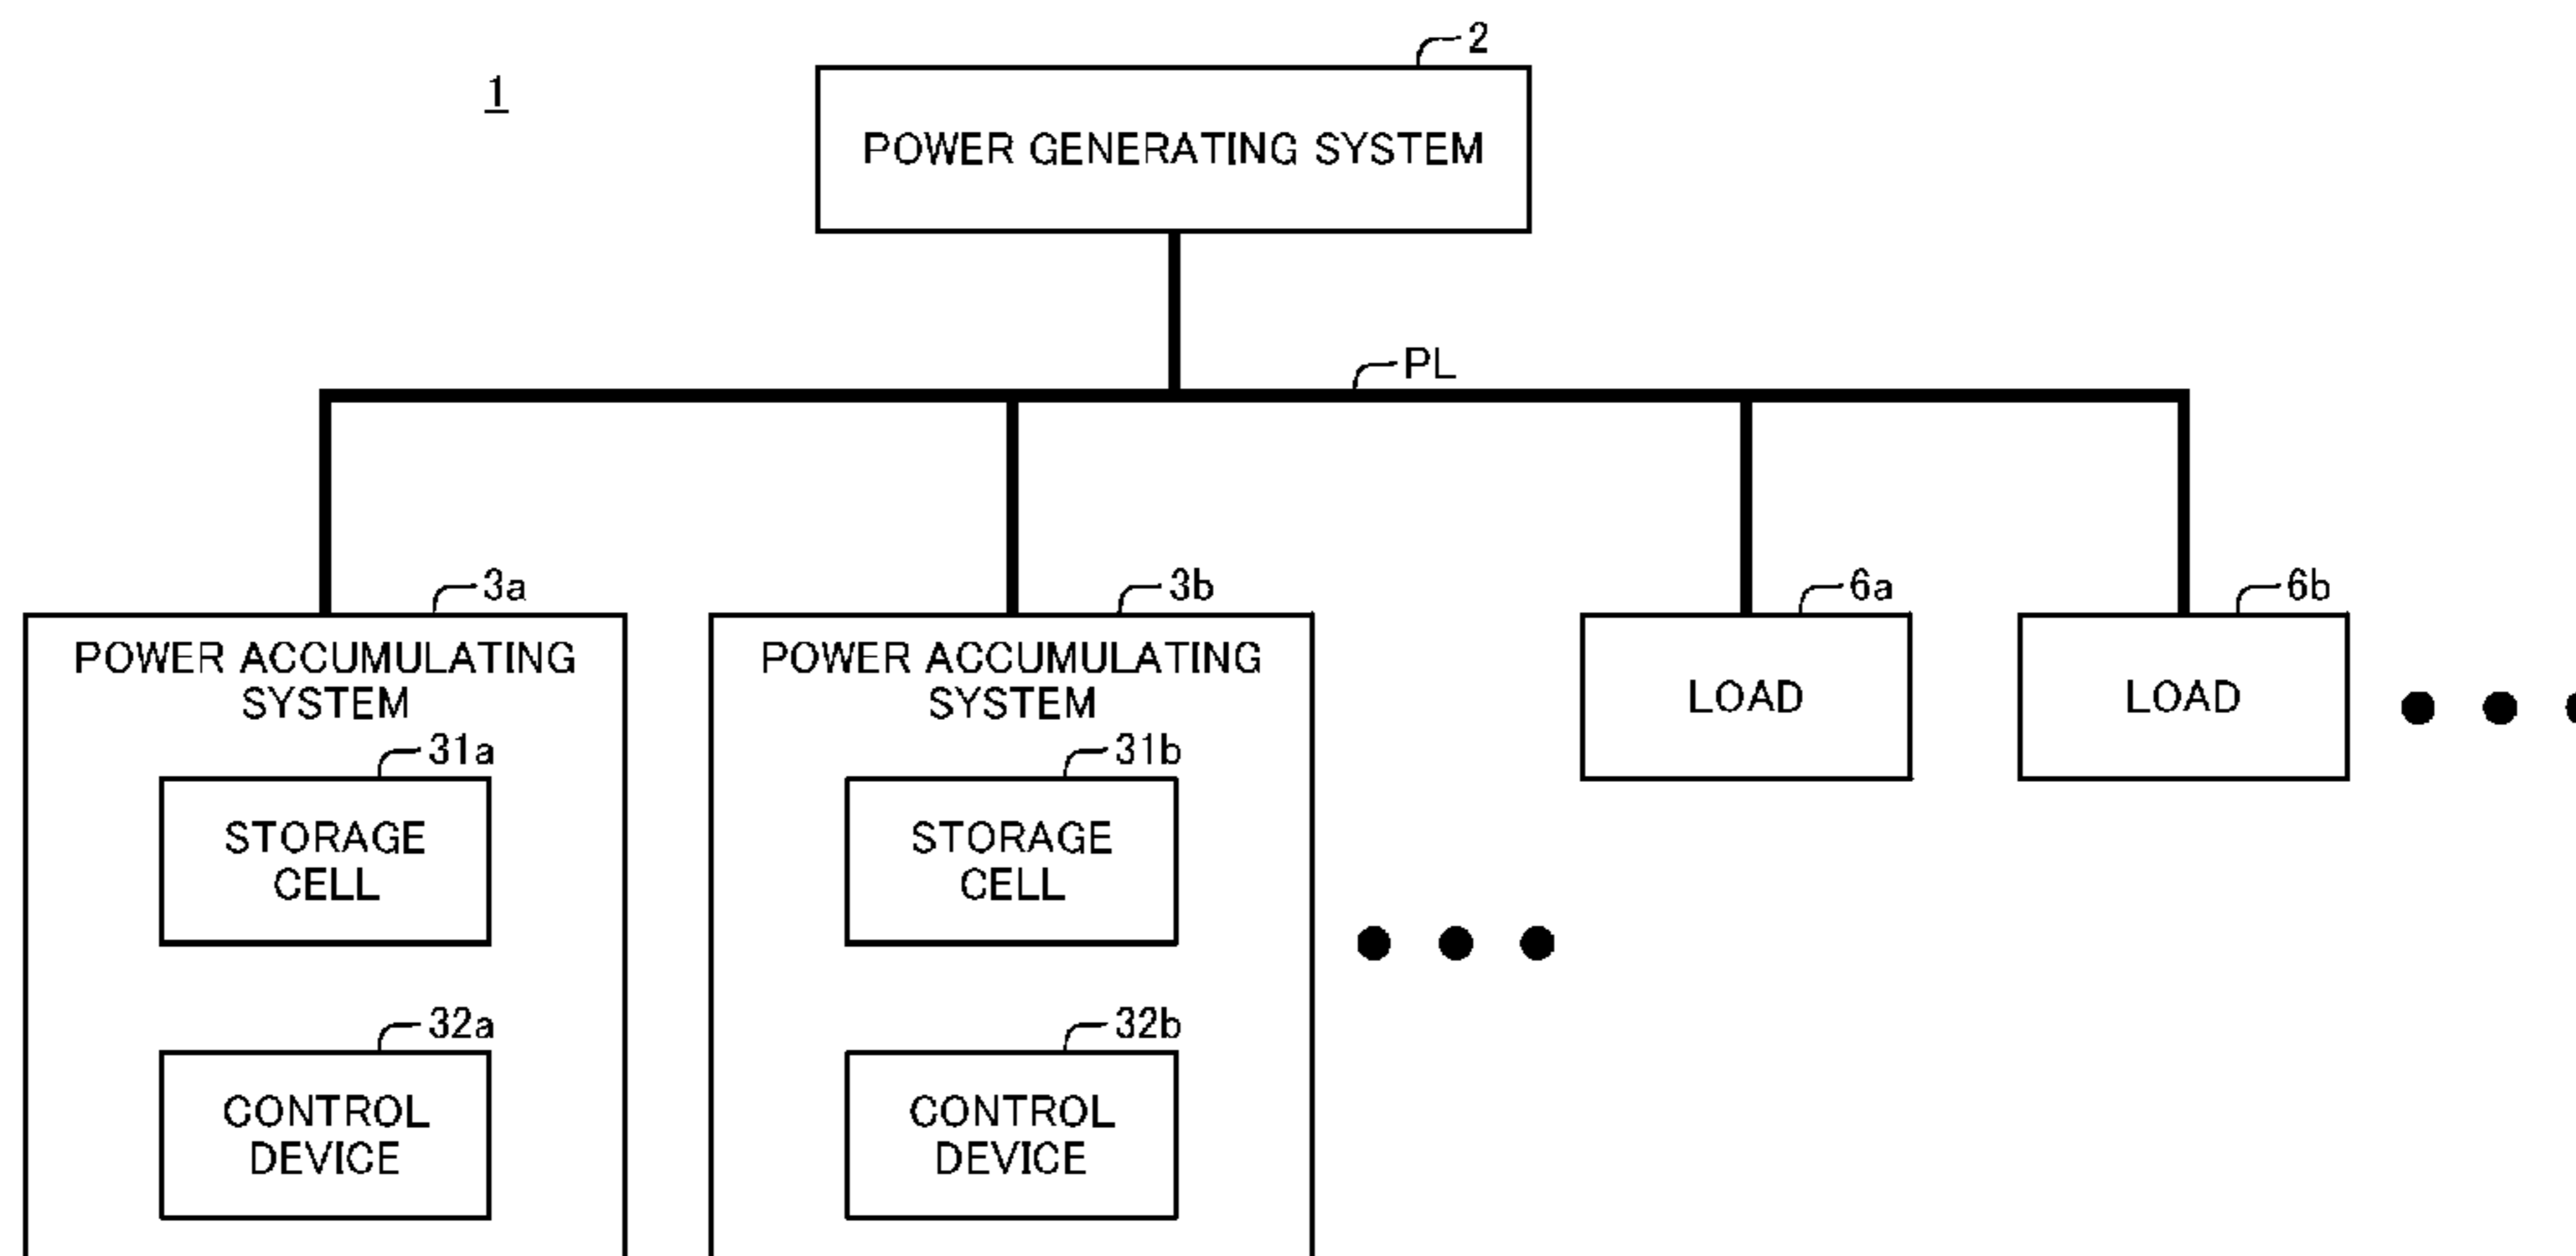 1
2
POWER GENERATING SYSTEM
PL
3a
3b
6a
6b
POWER ACCUMULATING
SYSTEM
POWER ACCUMULATING
SYSTEM
LOAD
LOAD
31a
31b
STORAGE
CELL
STORAGE
CELL
32a
32b
CONTROL
DEVICE
CONTROL
DEVICE